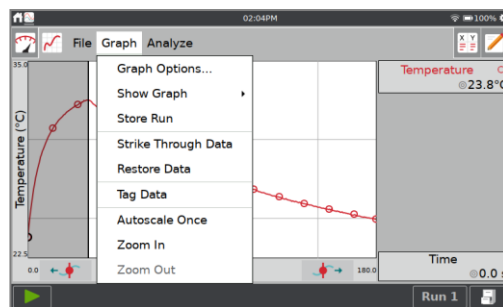 02:04PM 100%
File Graph Analyze
X Y
35.0
Temperature (°C)
22.5
0.0
180.0
Graph Options...
Show Graph
Store Run
Strike Through Data
Restore Data
Tag Data
Autoscale Once
Zoom In
Zoom Out
Temperature
23.8°C
Time
0.0 s
Run 1